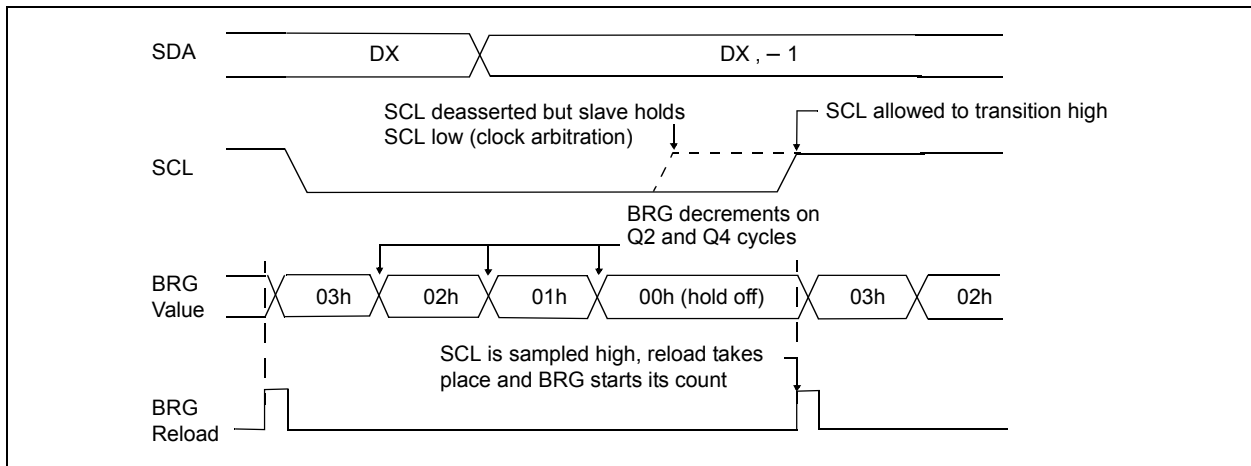 SDA
DX
DX , – 1
SCL deasserted but slave holds
SCL low (clock arbitration)
SCL allowed to transition high
SCL
BRG decrements on
Q2 and Q4 cycles
BRG
Value
03h
02h
01h
00h (hold off)
03h
02h
SCL is sampled high, reload takes
place and BRG starts its count
BRG
Reload